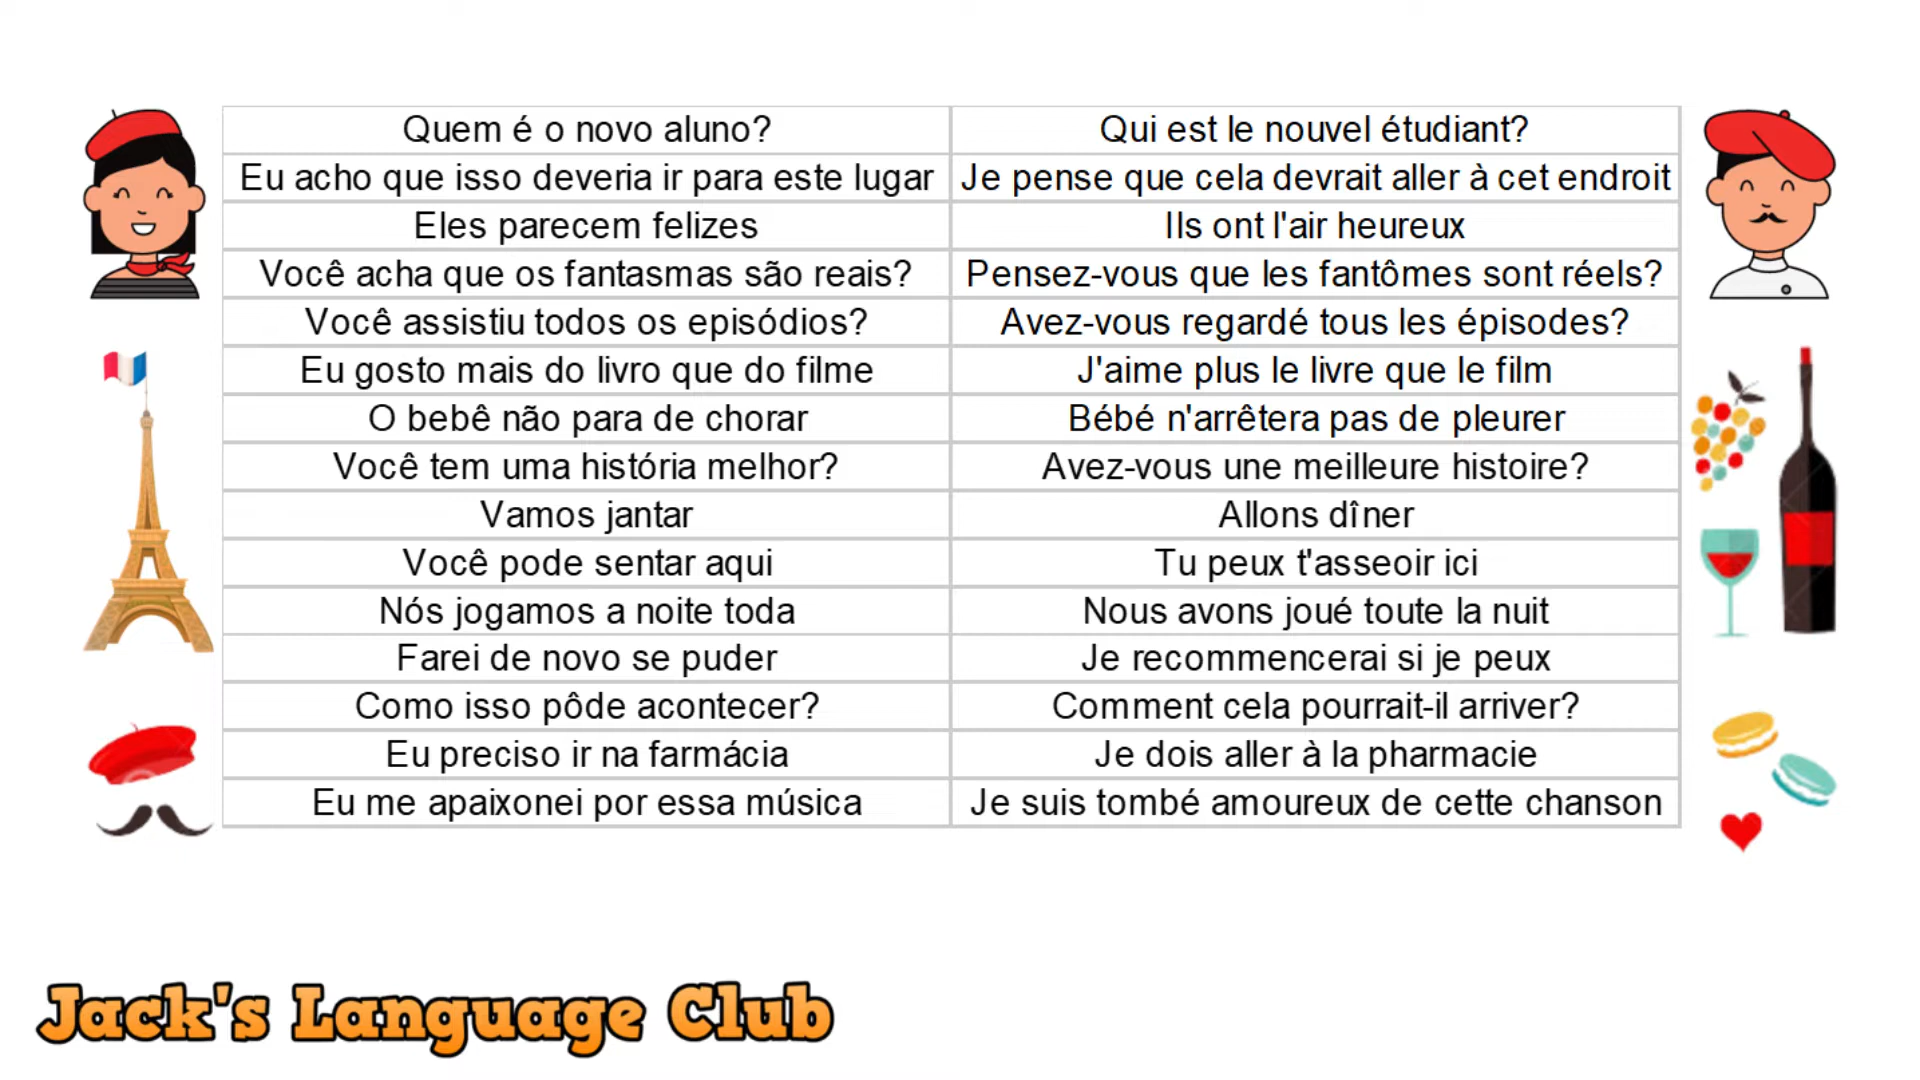 Quem é o novo aluno? Qui est le nouvel étudiant?
Eu acho que isso deveria ir para este lugar Je pense que cela devrait aller à cet endroit
Eles parecem felizes Ils ont l'air heureux
Você acha que os fantasmas são reais? Pensez-vous que les fantômes sont réels?
Você assistiu todos os episódios? Avez-vous regardé tous les épisodes?
Eu gosto mais do livro que do filme J'aime plus le livre que le film
O bebê não para de chorar Bébé n'arrêtera pas de pleurer
Você tem uma história melhor? Avez-vous une meilleure histoire?
Vamos jantar Allons dîner
Você pode sentar aqui Tu peux t'asseoir ici
Nós jogamos a noite toda Nous avons joué toute la nuit
Farei de novo se puder Je recommencerai si je peux
Como isso pôde acontecer? Comment cela pourrait-il arriver?
Eu preciso ir na farmácia Je dois aller à la pharmacie
Eu me apaixonei por essa música Je suis tombé amoureux de cette chanson
Jack's Language Club